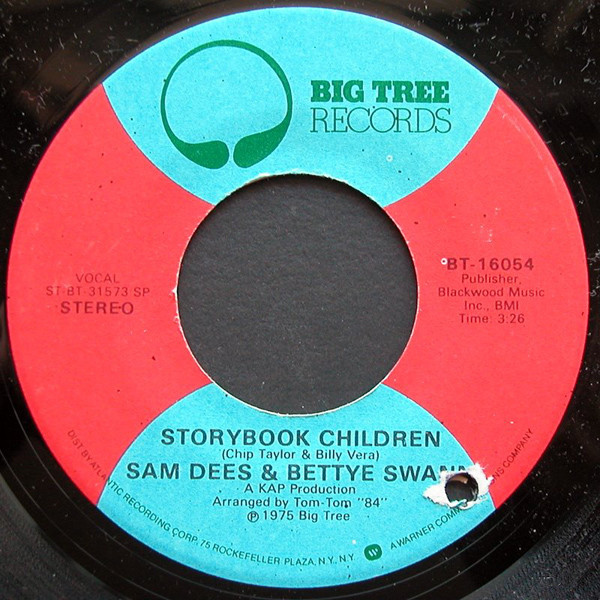 BIG TREE
RECORDS
VOCAL
ST-BT-31573 SP
STEREO
BT-16054
Publisher,
Blackwood Music
Inc., BMI
Time: 3:26
STORYBOOK CHILDREN
(Chip Taylor & Billy Vera)
SAM DEES & BETTYE SWANN
A KAP Production
Arranged by Tom-Tom "84"
℗ 1975 Big Tree
DIST BY ATLANTIC RECORDING CORP. 75 ROCKEFELLER PLAZA, N.Y., N.Y. A WARNER COMMUNICATIONS COMPANY